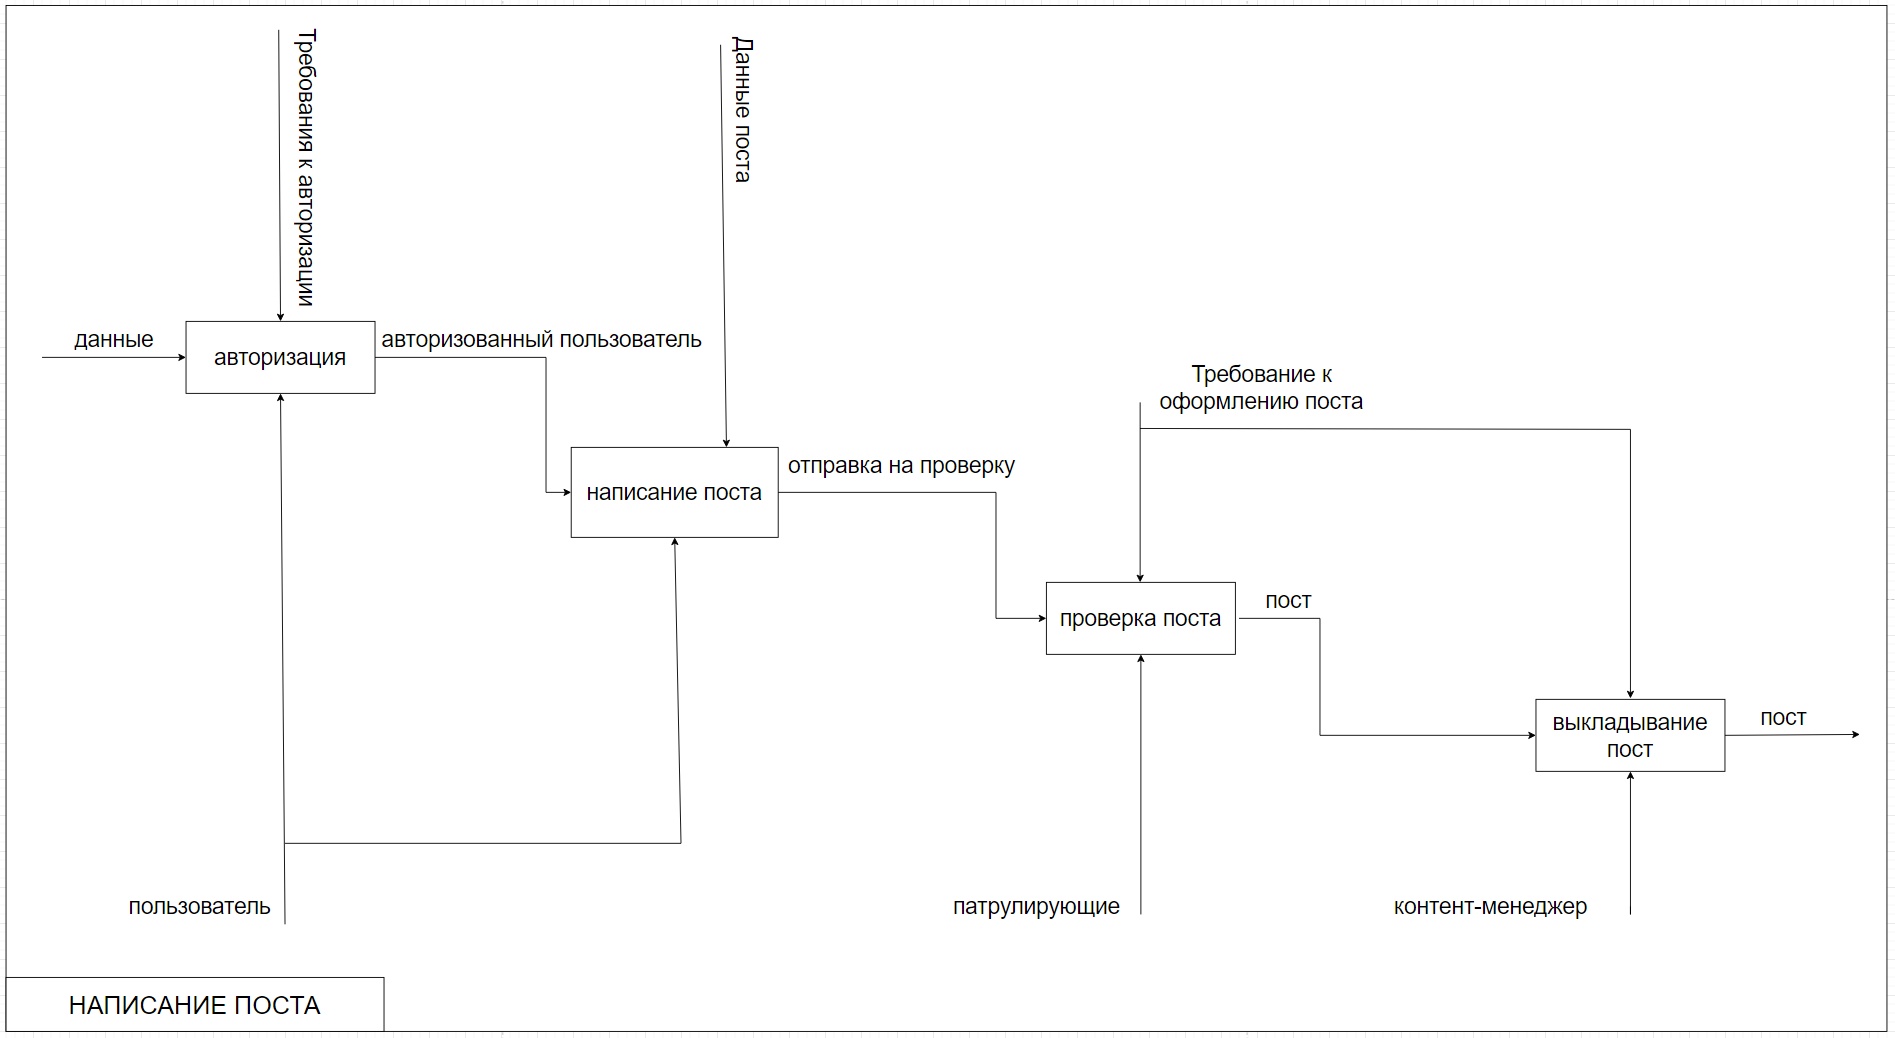 Требования к авторизации
Данные поста
данные
авторизация
авторизованный пользователь
Требование к
оформлению поста
написание поста
отправка на проверку
проверка поста
пост
выкладывание
пост
пост
пользователь
патрулирующие
контент-менеджер
НАПИСАНИЕ ПОСТА